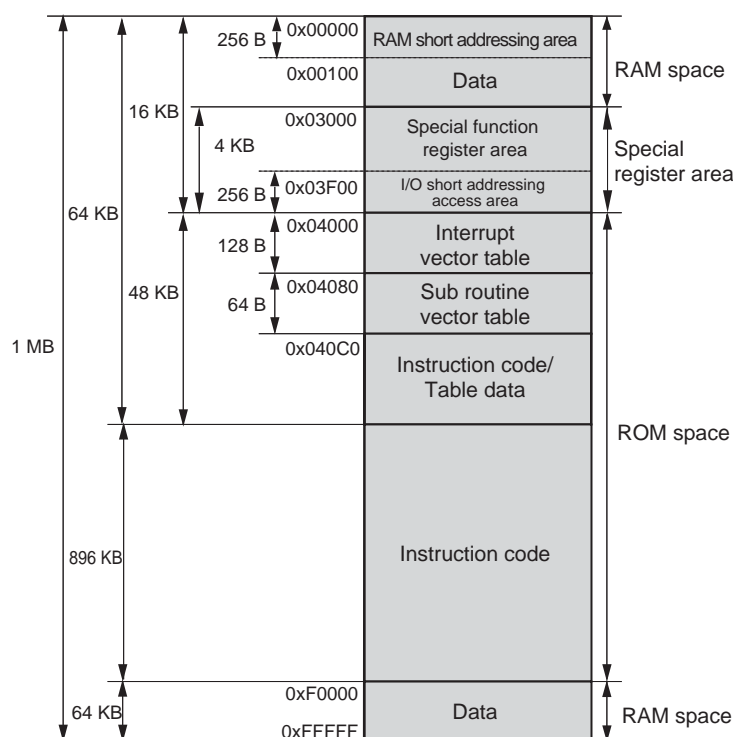 256 B
0x00000
RAM short addressing area
0x00100
Data
RAM space
16 KB
0x03000
Special function
register area
4 KB
Special
register area
256 B
0x03F00
I/O short addressing
access area
64 KB
0x04000
Interrupt
vector table
128 B
48 KB
0x04080
Sub routine
vector table
64 B
1 MB
0x040C0
Instruction code/
Table data
ROM space
896 KB
Instruction code
0xF0000
64 KB
Data
RAM space
0xFFFFF